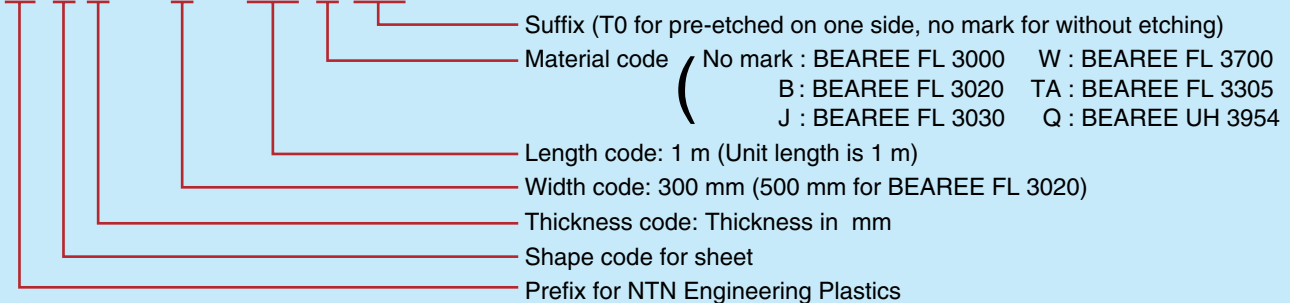 Suffix (T0 for pre-etched on one side, no mark for without etching)
Material code ( No mark : BEAREE FL 3000 W : BEAREE FL 3700
B : BEAREE FL 3020 TA : BEAREE FL 3305
J : BEAREE FL 3030 Q : BEAREE UH 3954
Length code: 1 m (Unit length is 1 m)
Width code: 300 mm (500 mm for BEAREE FL 3020)
Thickness code: Thickness in mm
Shape code for sheet
Prefix for NTN Engineering Plastics